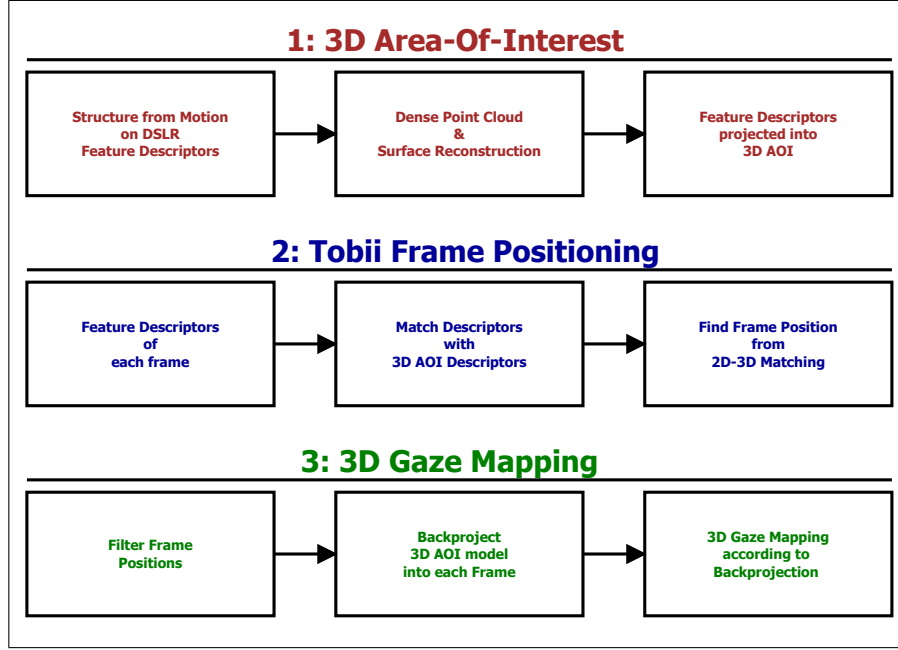 1: 3D Area-Of-Interest
Structure from Motion
on DSLR
Feature Descriptors
Dense Point Cloud
&
Surface Reconstruction
Feature Descriptors
projected into
3D AOI
2: Tobii Frame Positioning
Feature Descriptors
of
each frame
Match Descriptors
with
3D AOI Descriptors
Find Frame Position
from
2D-3D Matching
3: 3D Gaze Mapping
Filter Frame
Positions
Backproject
3D AOI model
into each Frame
3D Gaze Mapping
according to
Backprojection